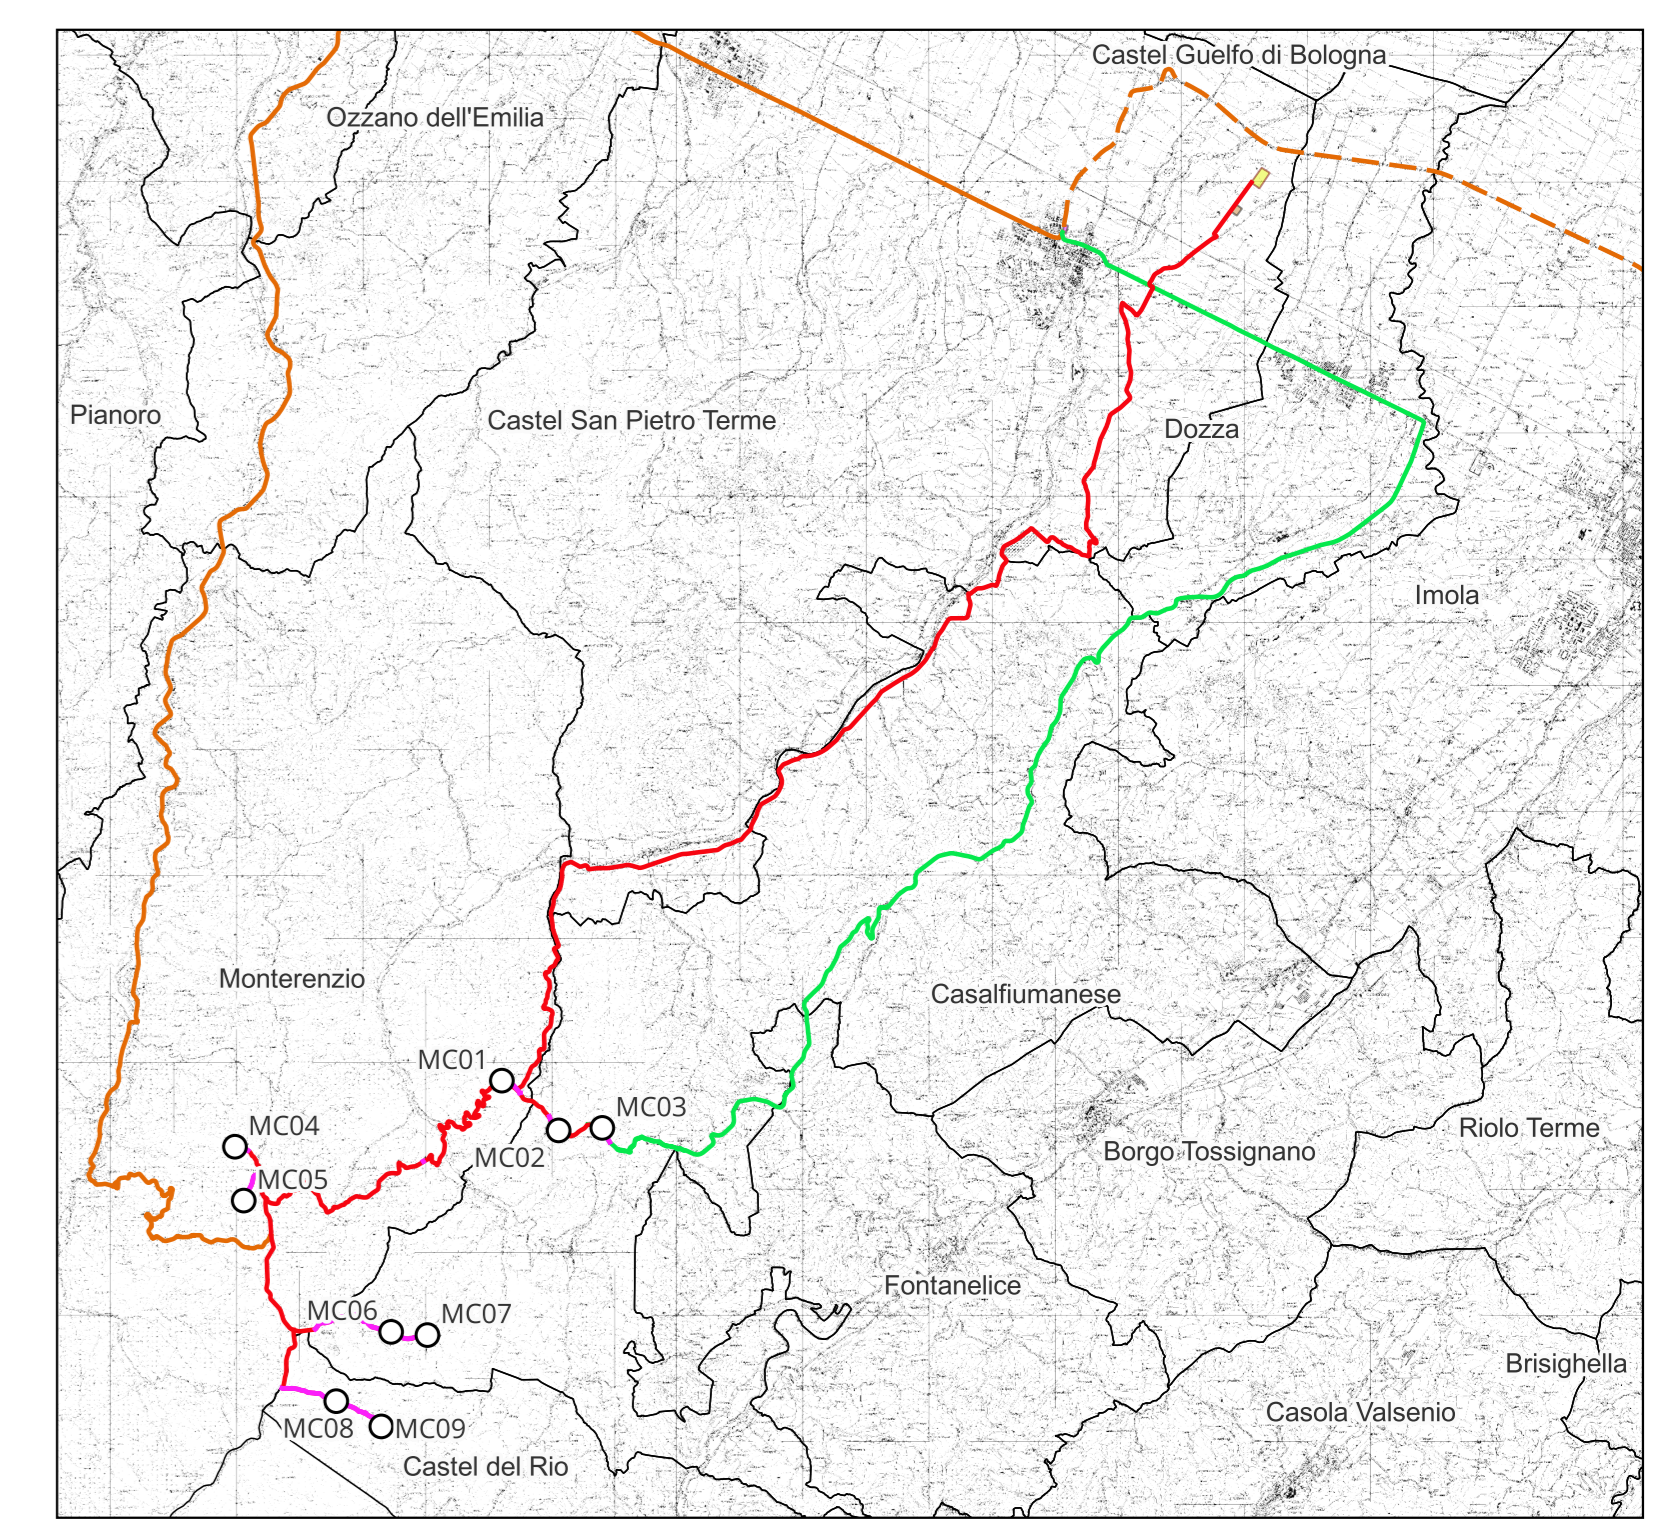 Castel Guelfo di Bologna
Ozzano dell'Emilia
Pianoro
Castel San Pietro Terme
Dozza
Imola
Monterenzio
Casalfiumanese
MC01
MC03
MC04
MC02
MC05
Borgo Tossignano
Riolo Terme
Fontanelice
MC06
MC07
Brisighella
MC08
MC09
Casola Valsenio
Castel del Rio